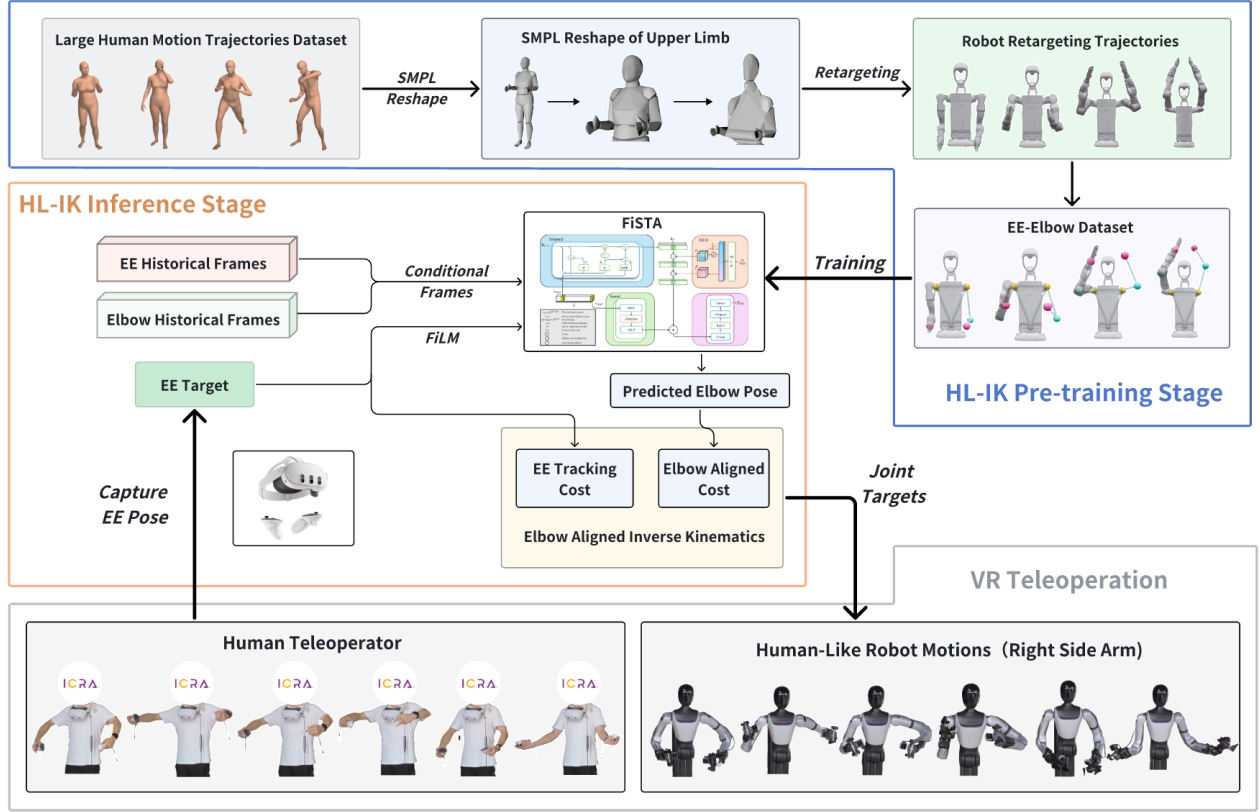 Large Human Motion Trajectories Dataset
SMPL
Reshape
SMPL Reshape of Upper Limb
Retargeting
Robot Retargeting Trajectories
HL-IK Inference Stage
EE Historical Frames
Elbow Historical Frames
Conditional
Frames
FiLM
EE Target
FiSTA
Training
EE-Elbow Dataset
HL-IK Pre-training Stage
Predicted Elbow Pose
EE Tracking
Cost
Elbow Aligned
Cost
Elbow Aligned Inverse Kinematics
Capture
EE Pose
Joint
Targets
VR Teleoperation
Human Teleoperator
ICRA
ICRA
ICRA
ICRA
ICRA
ICRA
Human-Like Robot Motions（Right Side Arm)